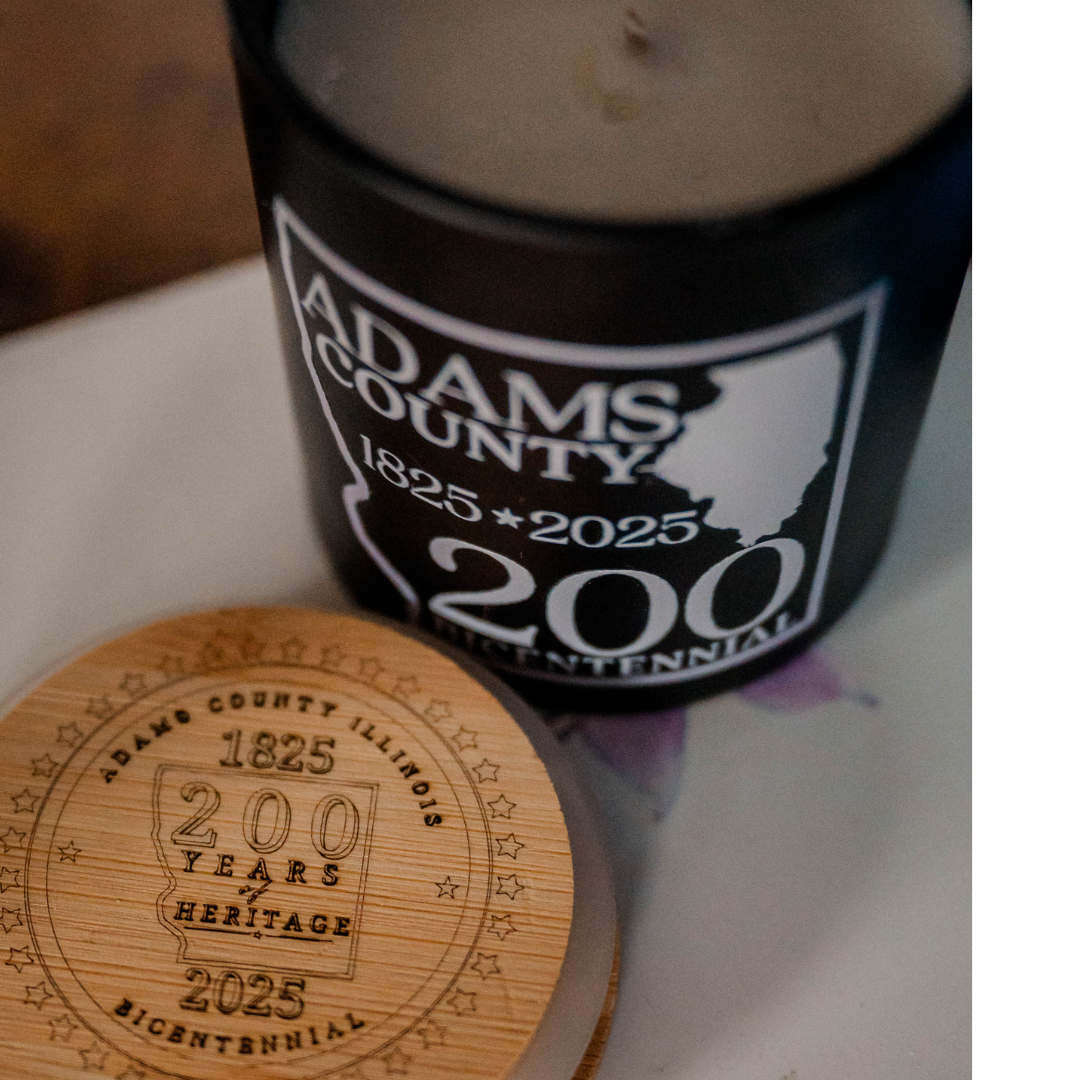 ADAMS
COUNTY
1825 ★ 2025
200
BICENTENNIAL
ADAMS COUNTY ILLINOIS
1825
200
YEARS
of
HERITAGE
2025
BICENTENNIAL